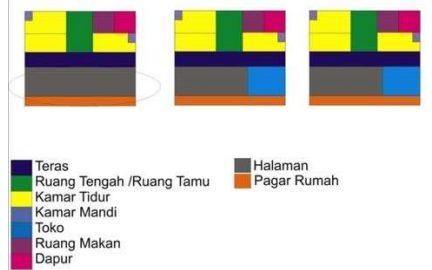 Teras
Ruang Tengah /Ruang Tamu
Kamar Tidur
Kamar Mandi
Toko
Ruang Makan
Dapur
Halaman
Pagar Rumah